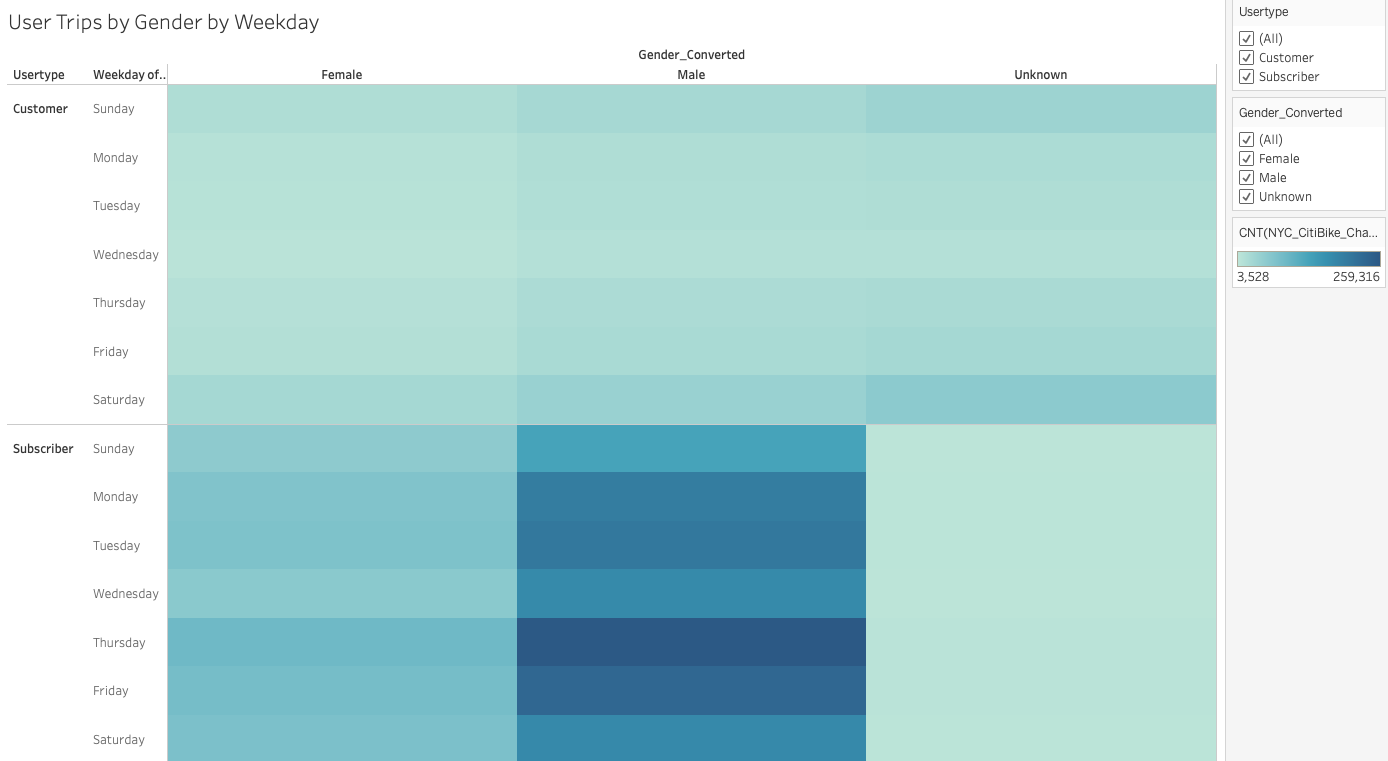 User Trips by Gender by Weekday
Gender_Converted
Usertype Weekday of.. Female Male Unknown
Customer Sunday
Monday
Tuesday
Wednesday
Thursday
Friday
Saturday
Subscriber Sunday
Monday
Tuesday
Wednesday
Thursday
Friday
Saturday
Usertype
(All)
Customer
Subscriber
Gender_Converted
(All)
Female
Male
Unknown
CNT(NYC_CitiBike_Cha...
3,528 259,316